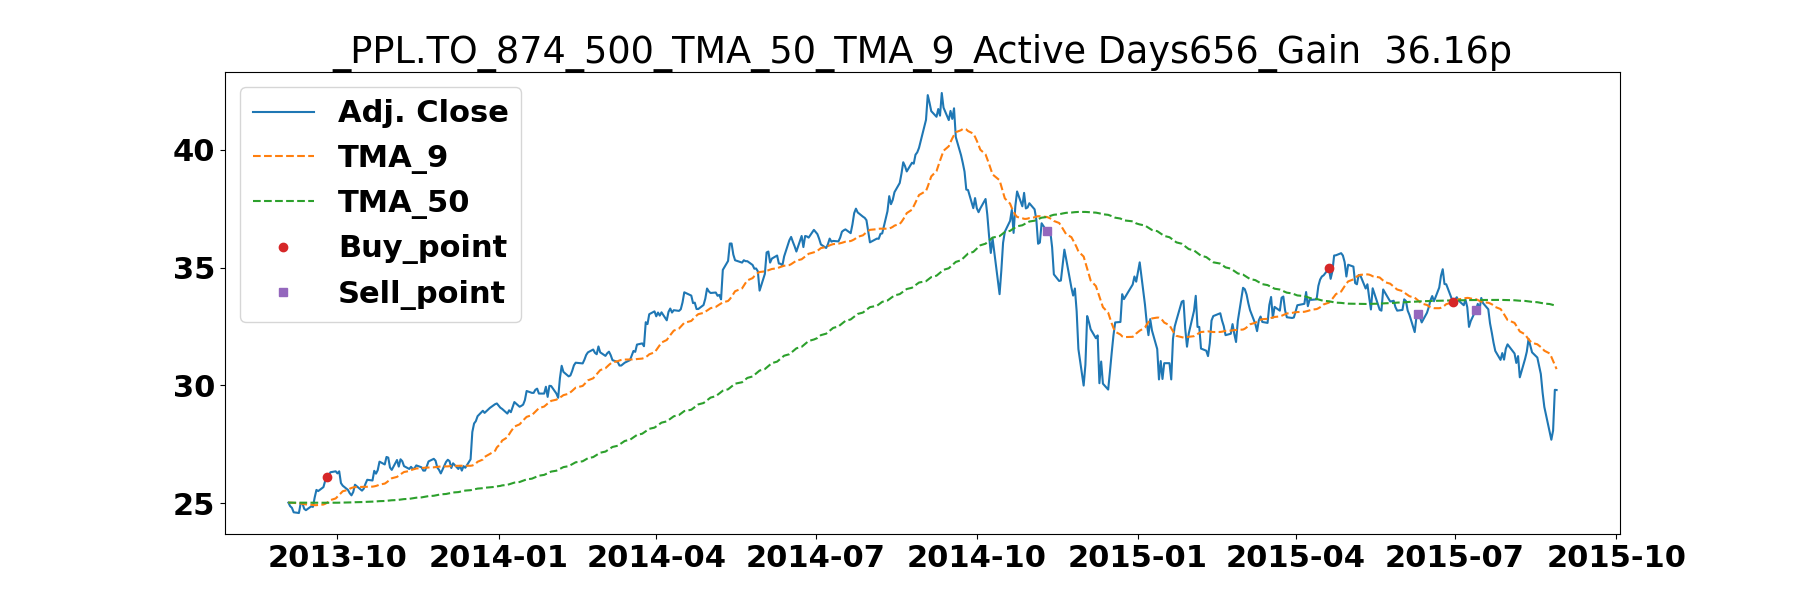 _PPL.TO_874_500_TMA_50_TMA_9_Active Days656_Gain  36.16p
Adj. Close
TMA_9
TMA_50
Buy_point
Sell_point
40
35
30
25
2013-10 2014-01 2014-04 2014-07 2014-10 2015-01 2015-04 2015-07 2015-10